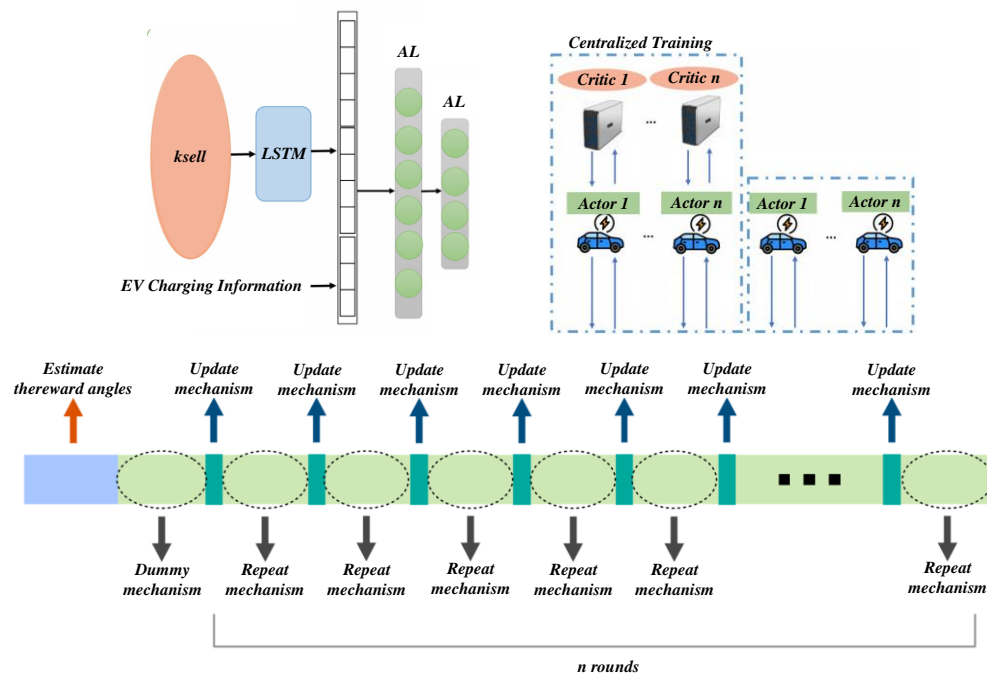 AL
AL
ksell
LSTM
EV Charging Information
Centralized Training
Critic 1
Critic n
...
Actor 1
Actor n
Actor 1
Actor n
...
...
Estimate
thereward angles
Update
mechanism
Update
mechanism
Update
mechanism
Update
mechanism
Update
mechanism
Update
mechanism
Update
mechanism
Dummy
mechanism
Repeat
mechanism
Repeat
mechanism
Repeat
mechanism
Repeat
mechanism
Repeat
mechanism
Repeat
mechanism
n rounds